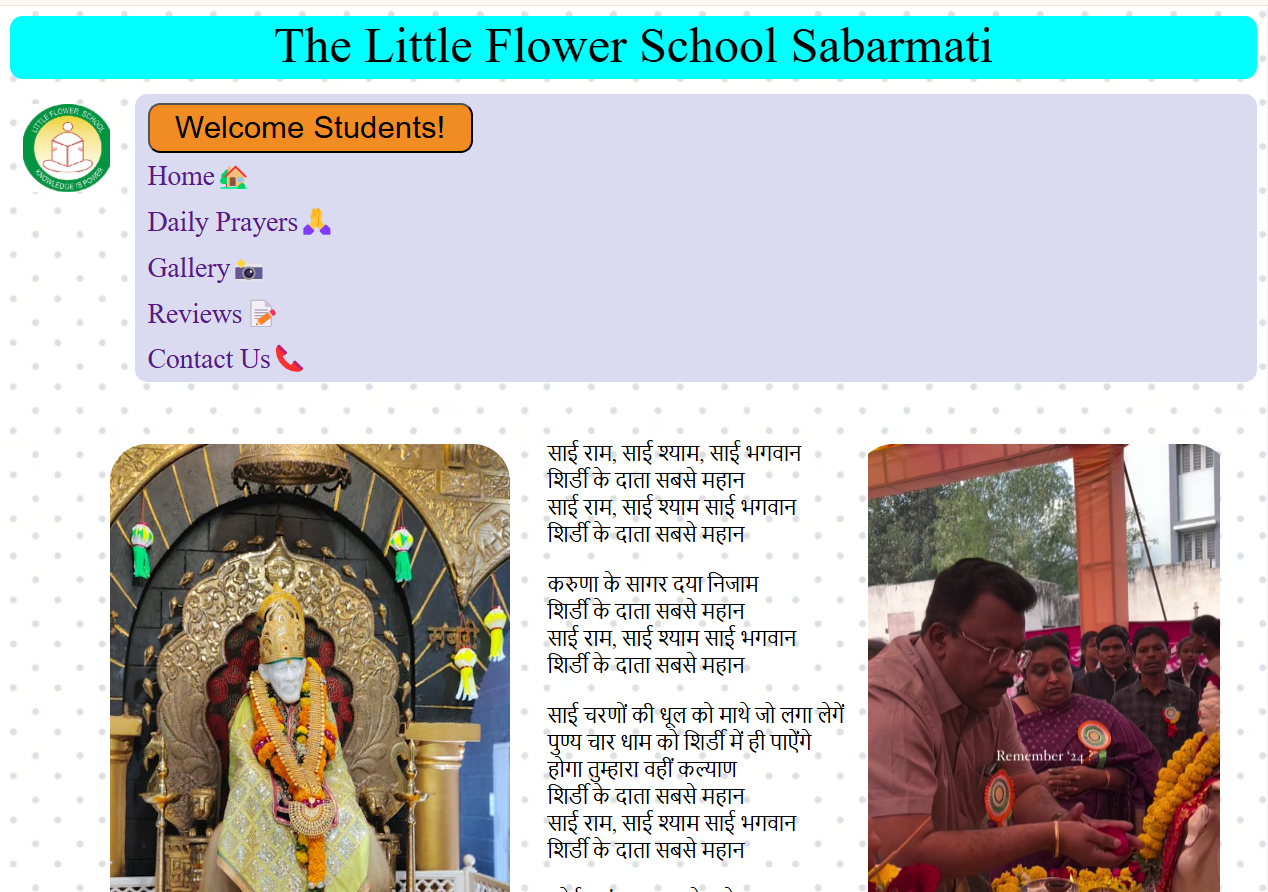 The Little Flower School Sabarmati
LITTLE FLOWER SCHOOL
KNOWLEDGE IS POWER
Welcome Students!
Home
Daily Prayers
Gallery
Reviews
Contact Us
साई राम, साई श्याम, साई भगवान
शिर्डी के दाता सबसे महान
साई राम, साई श्याम साई भगवान
शिर्डी के दाता सबसे महान
करुणा के सागर दया निजाम
शिर्डी के दाता सबसे महान
साई राम, साई श्याम साई भगवान
शिर्डी के दाता सबसे महान
साई चरणों की धूल को माथे जो लगा लेगें
पुण्य चार धाम को शिर्डी में ही पाऐंगे
होगा तुम्हारा वहीं कल्याण
शिर्डी के दाता सबसे महान
साई राम, साई श्याम साई भगवान
शिर्डी के दाता सबसे महान
Remember '24 ?